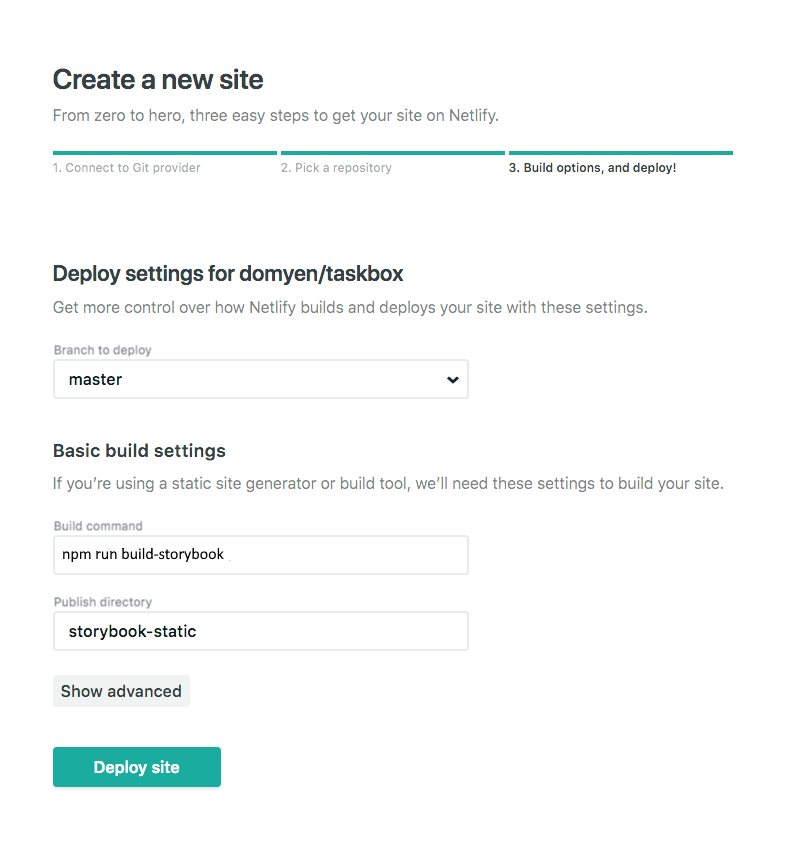 Create a new site
From zero to hero, three easy steps to get your site on Netlify.
1. Connect to Git provider
2. Pick a repository
3. Build options, and deploy!
Deploy settings for domyen/taskbox
Get more control over how Netlify builds and deploys your site with these settings.
Branch to deploy
master
Basic build settings
If you’re using a static site generator or build tool, we’ll need these settings to build your site.
Build command
npm run build-storybook
Publish directory
storybook-static
Show advanced
Deploy site